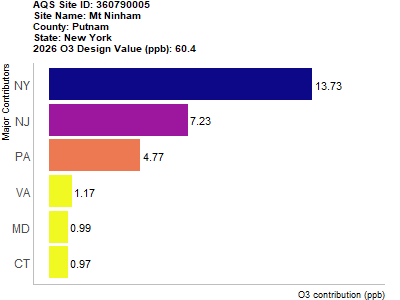 AQS Site ID: 360790005
Site Name: Mt Ninham
County: Putnam
State: New York
2026 O3 Design Value (ppb): 60.4
Major Contributors
NY 13.73
NJ 7.23
PA 4.77
VA 1.17
MD 0.99
CT 0.97
O3 contribution (ppb)